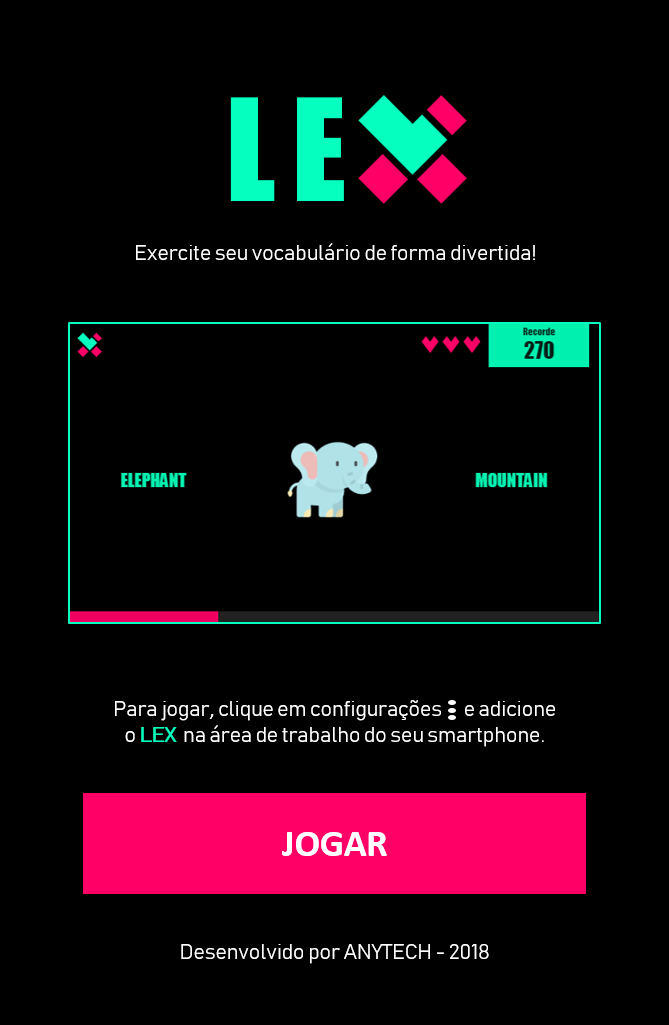 LEX
Exercite seu vocabulário de forma divertida!
Recorde
270
ELEPHANT
MOUNTAIN
Para jogar, clique em configurações e adicione
o LEX na área de trabalho do seu smartphone.
JOGAR
Desenvolvido por ANYTECH - 2018